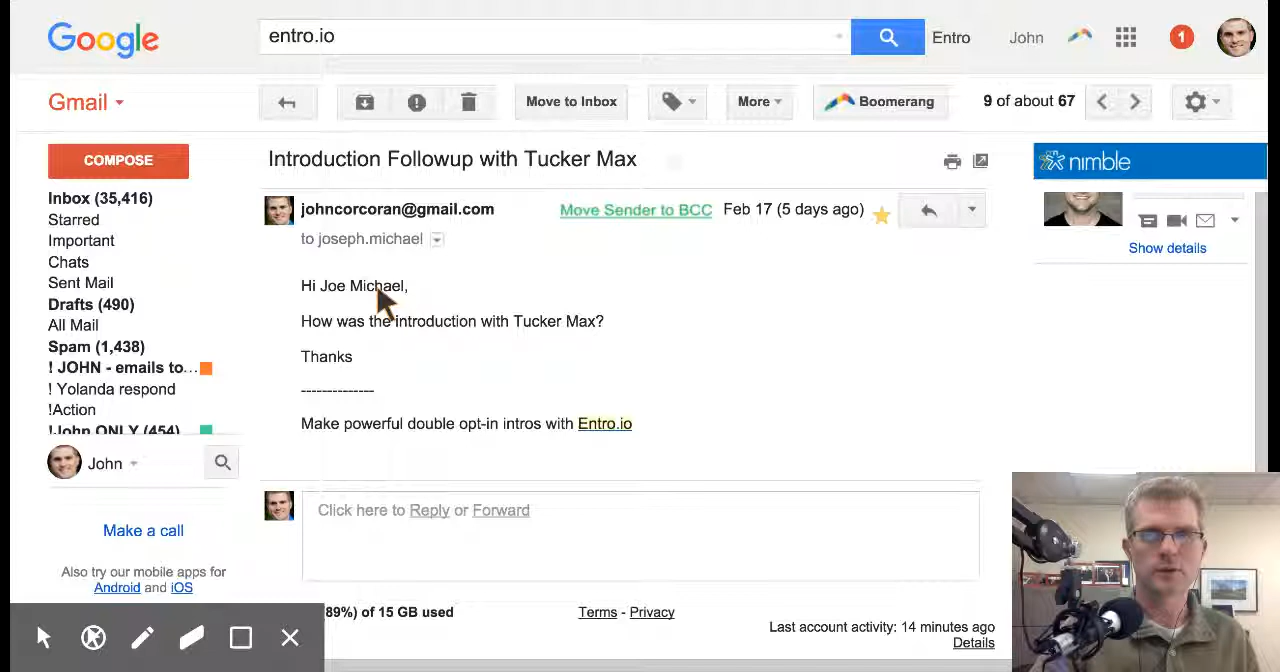 Google
entro.io
Entro
John
1
Gmail
Move to Inbox
More
Boomerang
9 of about 67
COMPOSE
Introduction Followup with Tucker Max
nimble
Inbox (35,416)
Starred
Important
Chats
Sent Mail
Drafts (490)
All Mail
Spam (1,438)
! JOHN - emails to...
! Yolanda respond
!Action
!John ONLY (454)
johncorcoran@gmail.com
Move Sender to BCC
Feb 17 (5 days ago)
to joseph.michael
Show details
Hi Joe Michael,
How was the introduction with Tucker Max?
Thanks
--------------
Make powerful double opt-in intros with Entro.io
John
Click here to Reply or Forward
Make a call
Also try our mobile apps for
Android and iOS
89%) of 15 GB used
Terms - Privacy
Last account activity: 14 minutes ago
Details